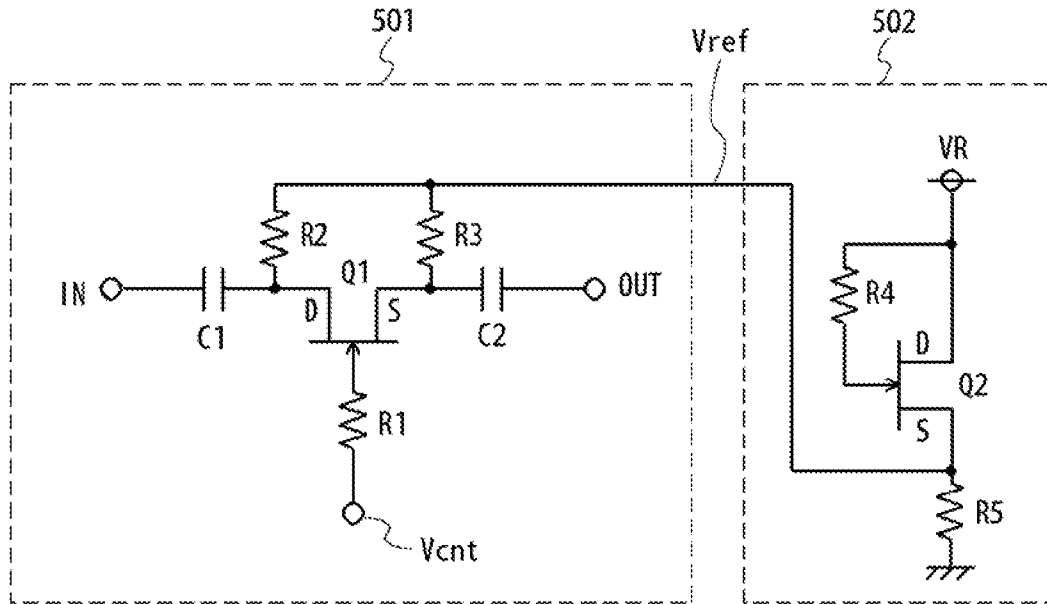 501
502
Vref
VR
R2
R3
Q1
IN
OUT
R4
D
S
C1
C2
D
Q2
R1
S
R5
Vcnt